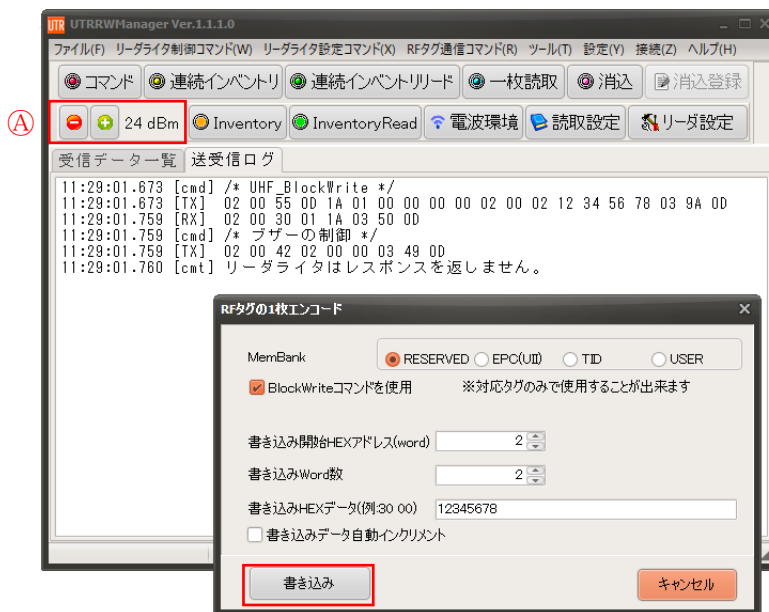 UTR UTRRWManager Ver.1.1.1.0
ファイル(F) リーダライタ制御コマンド(W) リーダライタ設定コマンド(X) RFタグ通信コマンド(R) ツール(T) 設定(Y) 接続(Z) ヘルプ(H)
コマンド 連続インベントリ 連続インベントリリード 一枚読取 消込 消込登録
Ⓐ 24 dBm Inventory InventoryRead 電波環境 読取設定 リーダ設定
受信データ一覧 送受信ログ
11:29:01.673 [cmd] /* UHF_BlockWrite */
11:29:01.673 [TX] 02 00 55 0D 1A 01 00 00 00 00 02 00 02 12 34 56 78 03 9A 0D
11:29:01.759 [RX] 02 00 30 01 1A 03 50 0D
11:29:01.759 [cmd] /* ブザーの制御 */
11:29:01.759 [TX] 02 00 42 02 00 00 03 49 0D
11:29:01.760 [cmt] リーダライタはレスポンスを返しません。
RFタグの1枚エンコード
MemBank RESERVED EPC(UII) TID USER
BlockWriteコマンドを使用 ※対応タグのみで使用することが出来ます
書き込み開始HEXアドレス(word) 2
書き込みWord数 2
書き込みHEXデータ(例:30 00) 12345678
書き込みデータ自動インクリメント
書き込み キャンセル